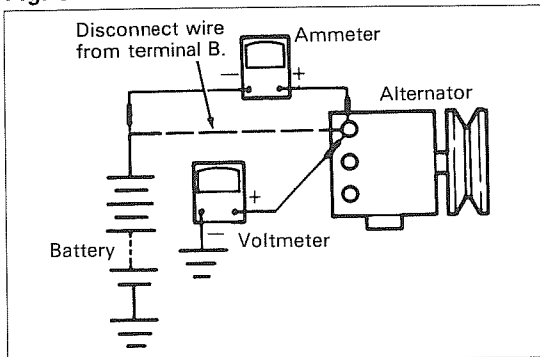 Disconnect wire
from terminal B.
Ammeter
− +
Alternator
+
−
Voltmeter
Battery